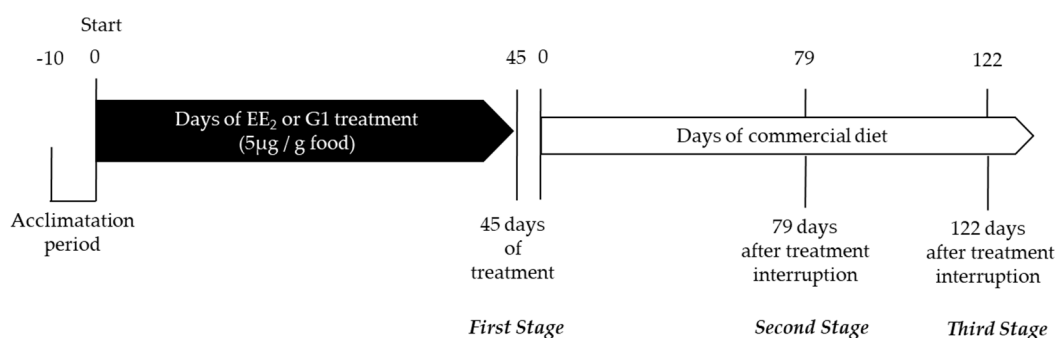 Start
-10 0 45 0 79 122
Days of EE₂ or G1 treatment
(5μg / g food)
Days of commercial diet
Acclimatation
period
45 days
of
treatment
79 days
after treatment
interruption
122 days
after treatment
interruption
First Stage Second Stage Third Stage